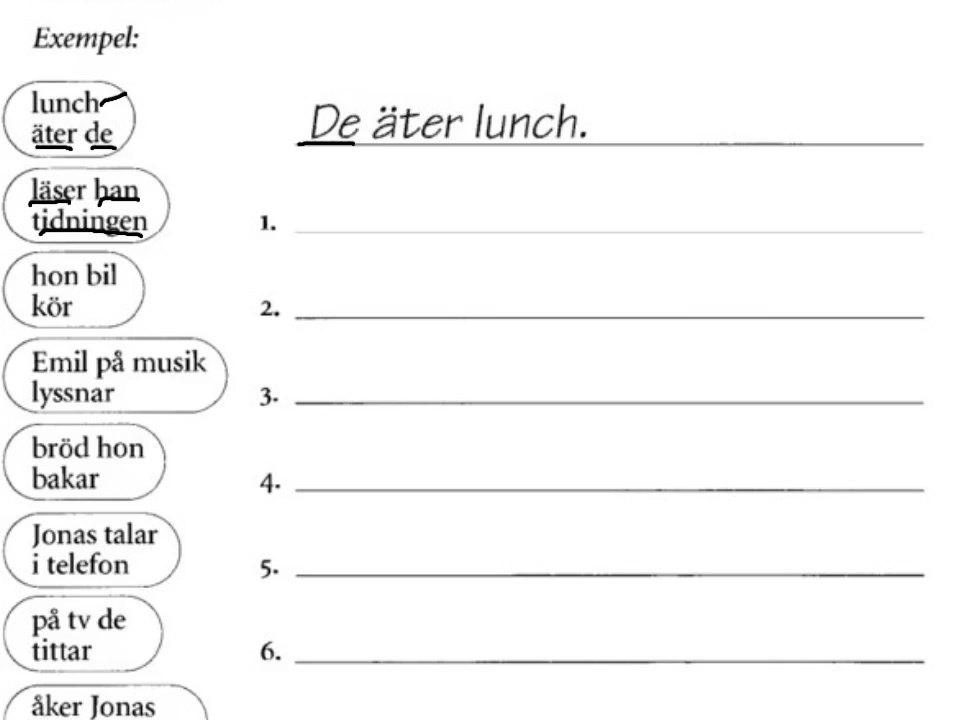 Exempel:
lunch
äter de
De äter lunch.
läser han
tidningen
1.
hon bil
kör
2.
Emil på musik
lyssnar
3.
bröd hon
bakar
4.
Jonas talar
i telefon
5.
på tv de
tittar
6.
åker Jonas